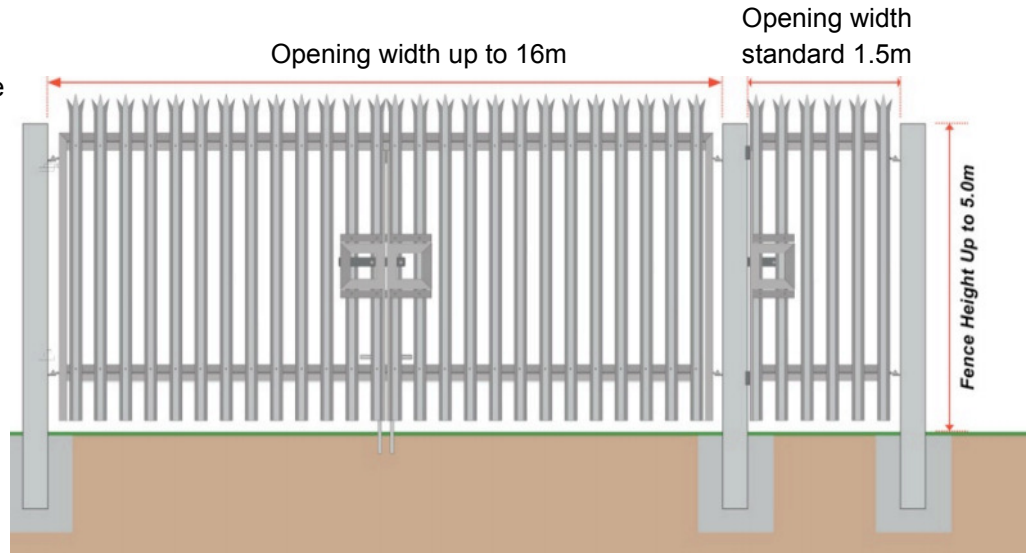 Opening width up to 16m
Opening width
standard 1.5m
e
Fence Height Up to 5.0m